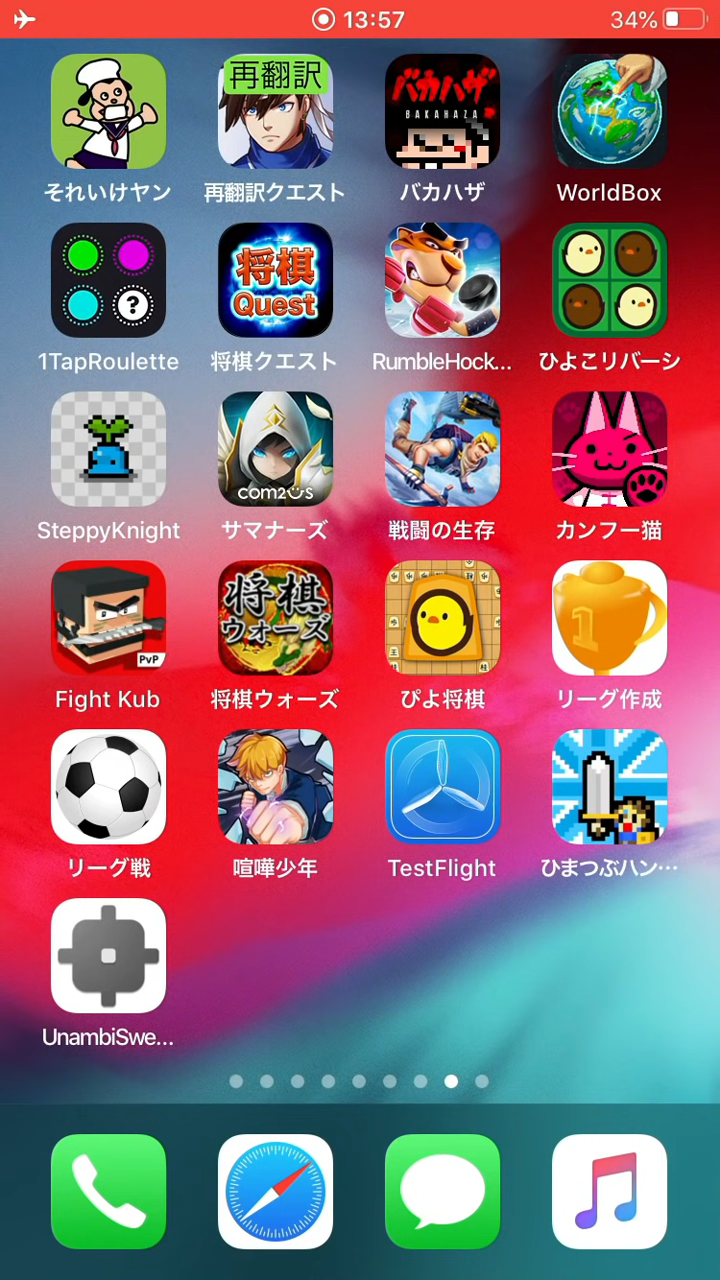 13:57
34%
再翻訳
バカハザ
BAKAHAZA
それいけヤン
再翻訳クエスト
バカハザ
WorldBox
?
将棋
Quest
1TapRoulette
将棋クエスト
RumbleHock...
ひよこリバーシ
com2us
SteppyKnight
サマナーズ
戦闘の生存
カンフー猫
PvP
将棋
ウォーズ
1
Fight Kub
将棋ウォーズ
ぴよ将棋
リーグ作成
リーグ戦
喧嘩少年
TestFlight
ひまつぶハン…
UnambiSwe...